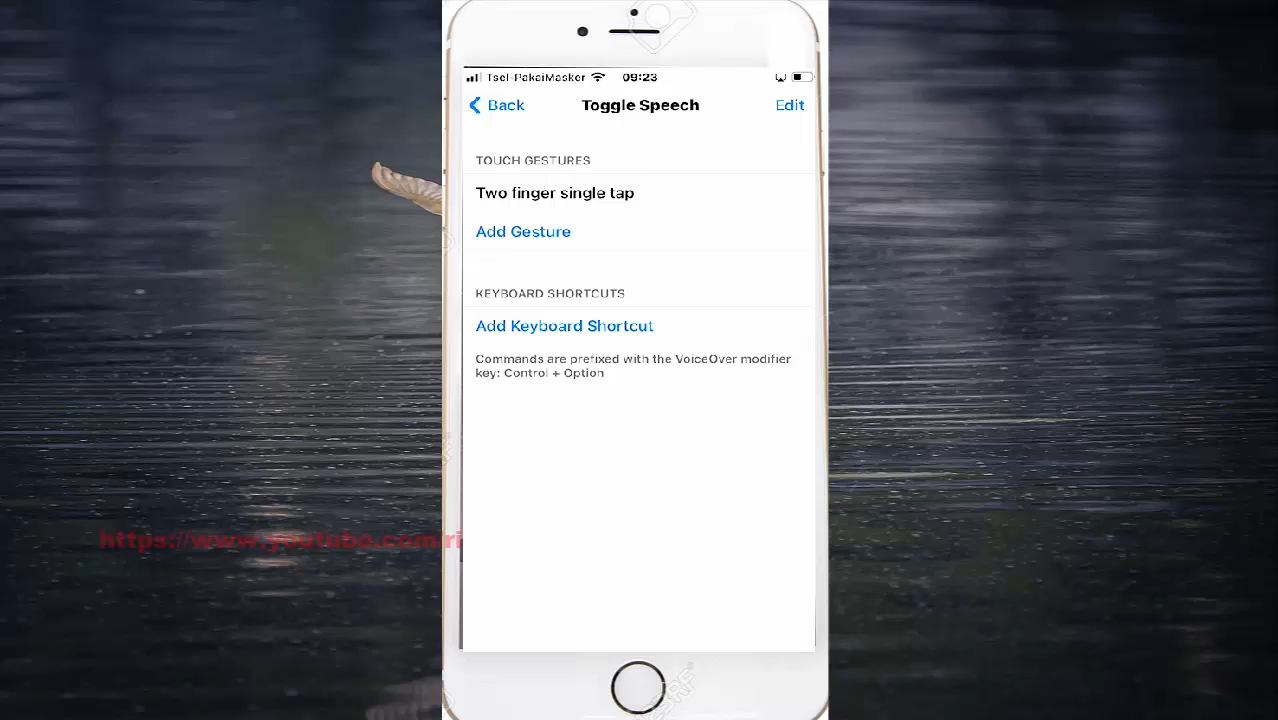 Tsel-PakaiMasker 09:23
Back Toggle Speech Edit
TOUCH GESTURES
Two finger single tap
Add Gesture
KEYBOARD SHORTCUTS
Add Keyboard Shortcut
Commands are prefixed with the VoiceOver modifier
key: Control + Option
https://www.youtube.com/ri